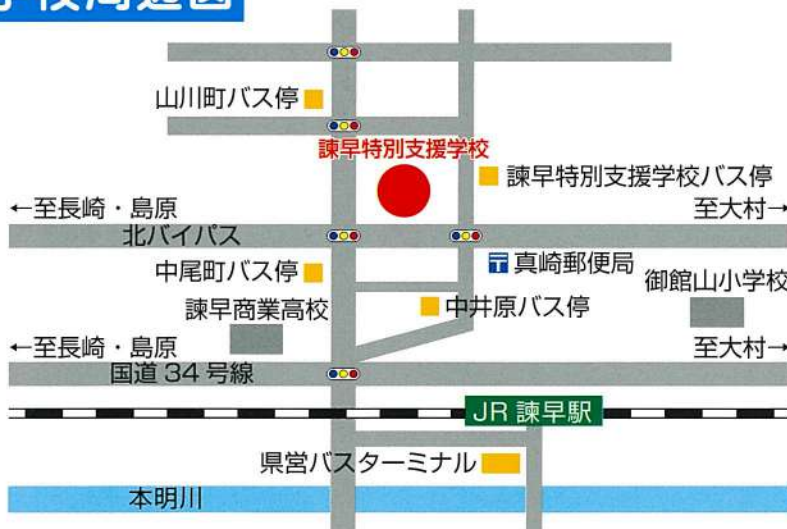 校周辺図
山川町バス停
諫早特別支援学校
諫早特別支援学校バス停
←至長崎・島原
至大村→
北バイパス
中尾町バス停
真崎郵便局
御館山小学校
諫早商業高校
中井原バス停
←至長崎・島原
至大村→
国道34号線
JR 諫早駅
県営バスターミナル
本明川